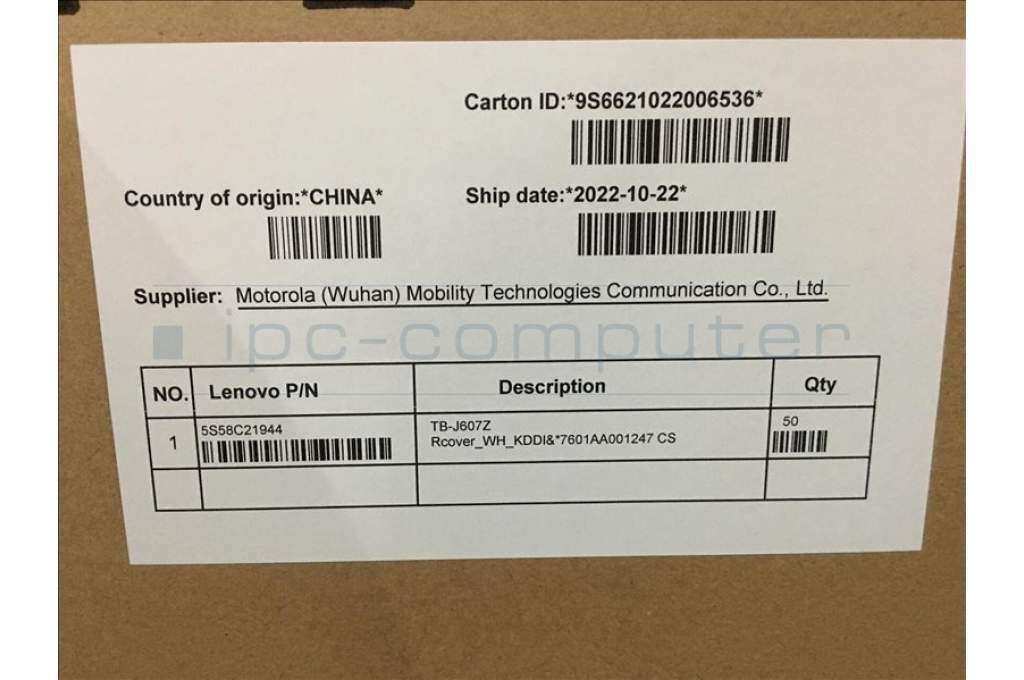 Carton ID:*9S6621022006536*
Country of origin:*CHINA*
Ship date:*2022-10-22*
Supplier: Motorola (Wuhan) Mobility Technologies Communication Co., Ltd.
ipc-computer
NO. Lenovo P/N Description Qty
1 5S58C21944 TB-J607Z 50
Rcover_WH_KDDI&*7601AA001247 CS